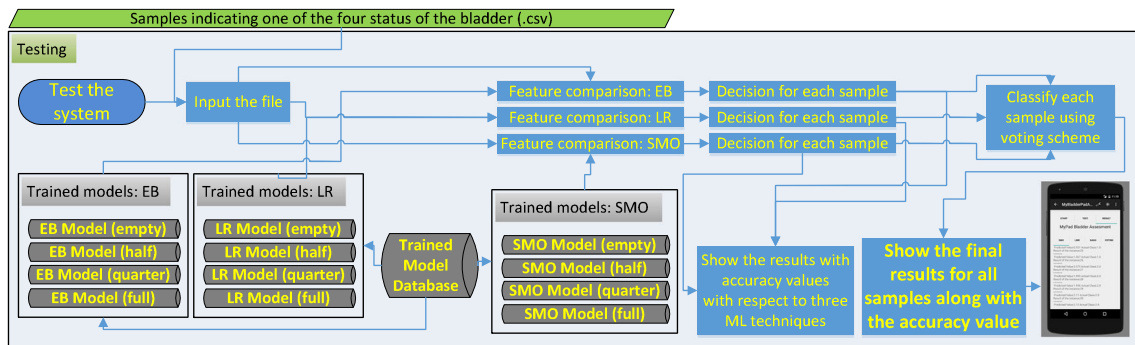 Samples indicating one of the four status of the bladder (.csv)
Testing
Test the
system
Input the file
Feature comparison: EB
Feature comparison: LR
Feature comparison: SMO
Decision for each sample
Decision for each sample
Decision for each sample
Classify each
sample using
voting scheme
Trained models: EB
EB Model (empty)
EB Model (half)
EB Model (quarter)
EB Model (full)
Trained models: LR
LR Model (empty)
LR Model (half)
LR Model (quarter)
LR Model (full)
Trained
Model
Database
Trained models: SMO
SMO Model (empty)
SMO Model (half)
SMO Model (quarter)
SMO Model (full)
Show the results with
accuracy values
with respect to three
ML techniques
Show the final
results for all
samples along with
the accuracy value
MyPad Bladder Assessment